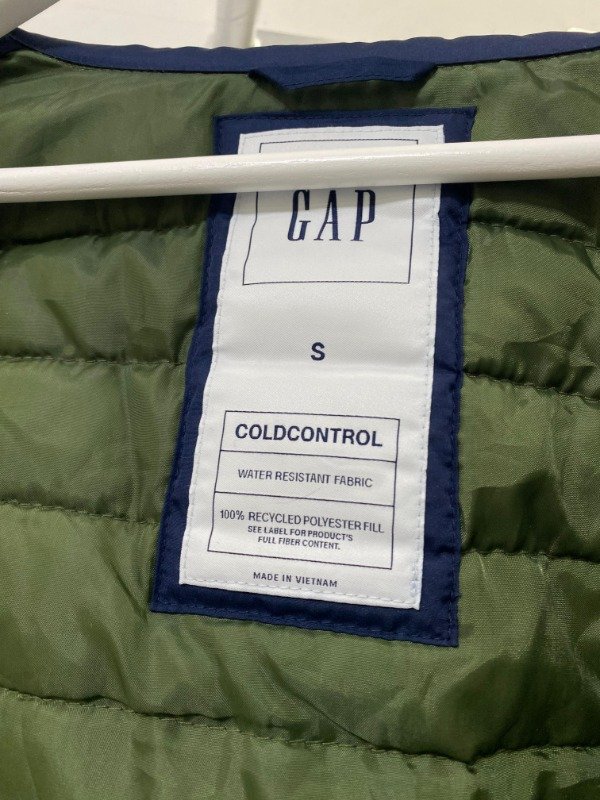 GAP
S
COLDCONTROL
WATER RESISTANT FABRIC
100% RECYCLED POLYESTER FILL
SEE LABEL FOR PRODUCT'S
FULL FIBER CONTENT.
MADE IN VIETNAM